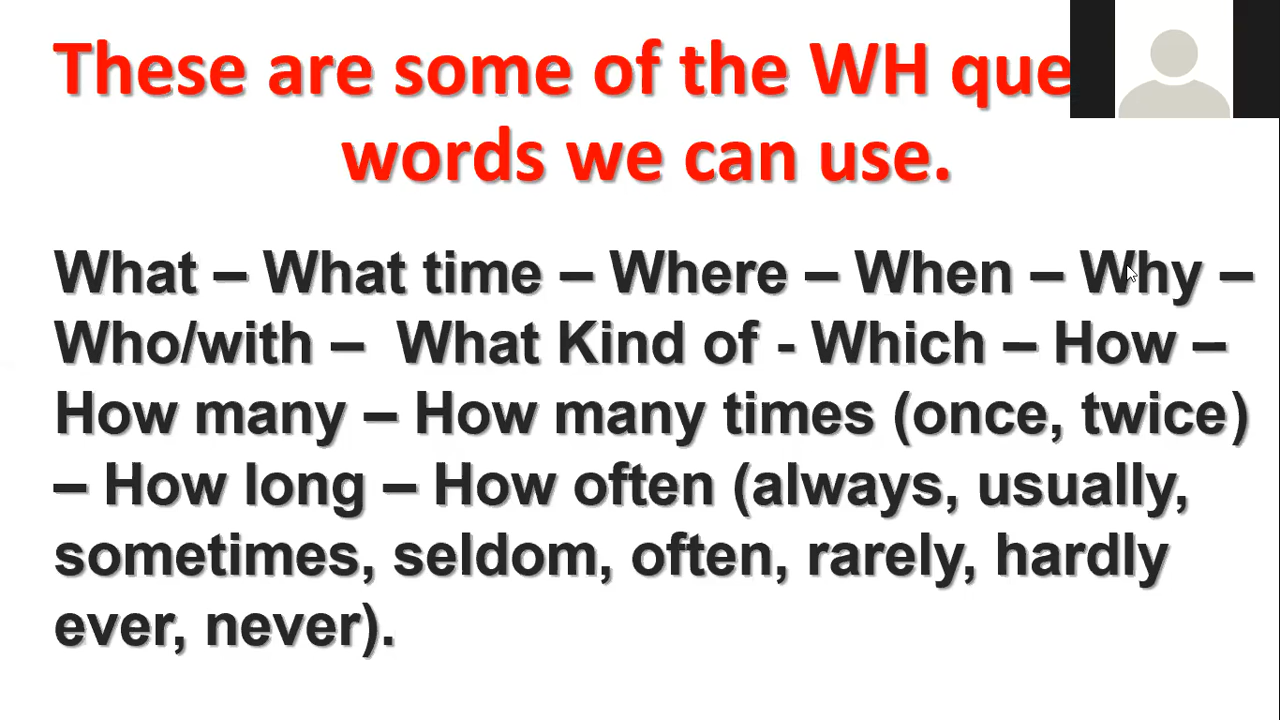 These are some of the WH que
words we can use.
What – What time – Where – When – Why –
Who/with – What Kind of - Which – How –
How many – How many times (once, twice)
– How long – How often (always, usually,
sometimes, seldom, often, rarely, hardly
ever, never).